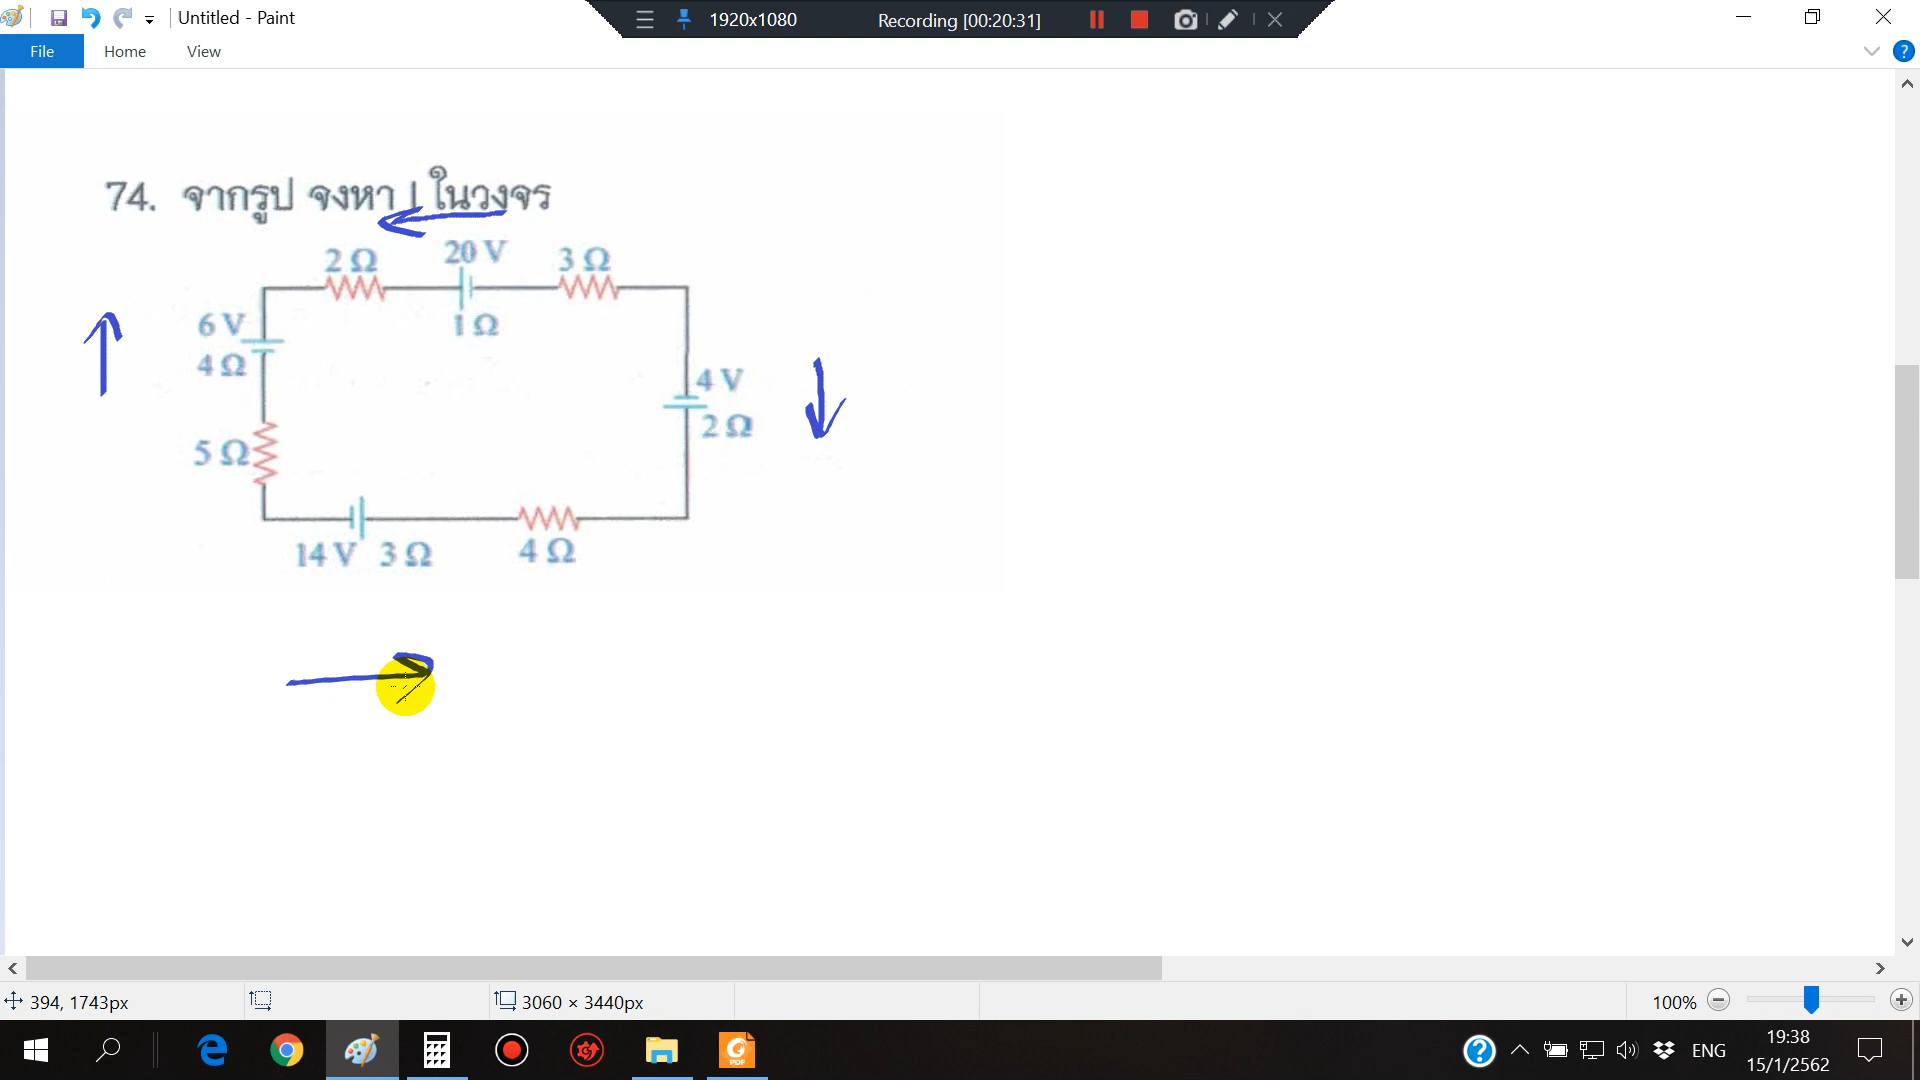 Untitled - Paint
1920x1080
Recording [00:20:31]
File
Home
View
74. จากรูป จงหา I ในวงจร
2 Ω
20 V
3 Ω
6 V
1 Ω
4 Ω
4 V
2 Ω
5 Ω
14 V
3 Ω
4 Ω
394, 1743px
3060 × 3440px
100%
PDF
ENG
19:38
15/1/2562